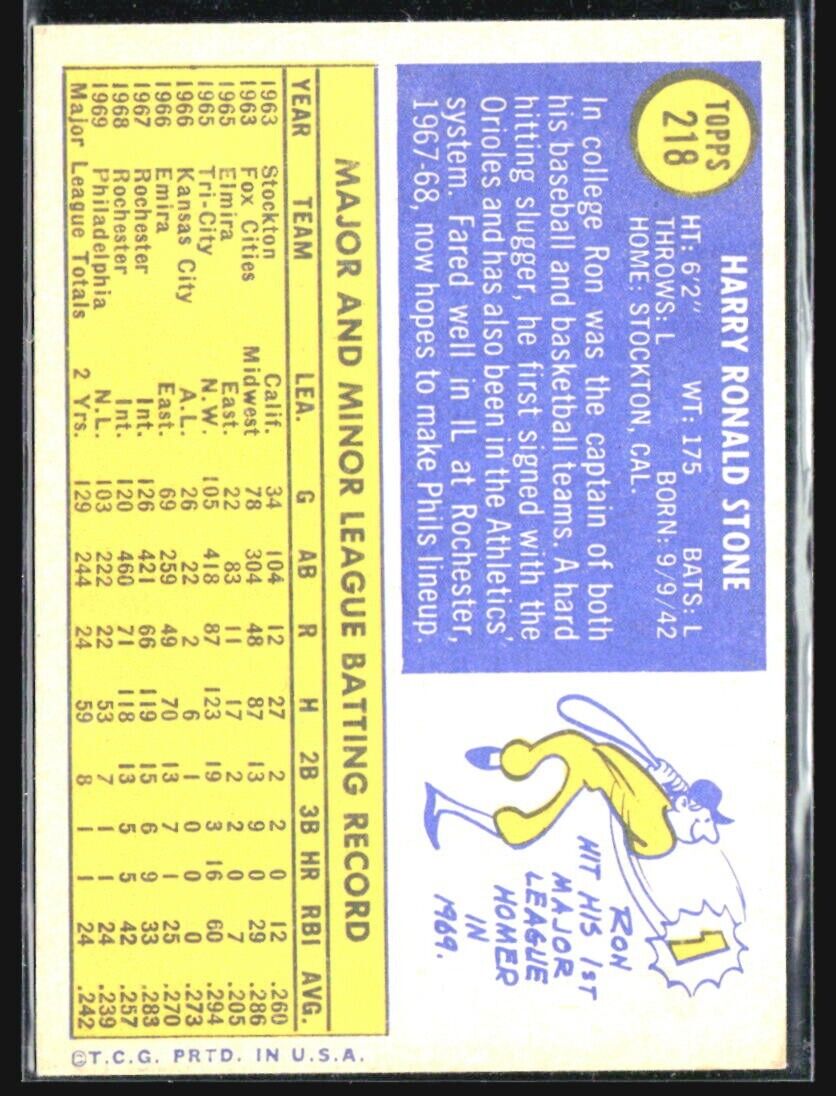 TOPPS
218
HARRY RONALD STONE
HT: 6'2" WT: 175 BATS: L
THROWS: L BORN: 9/9/42
HOME: STOCKTON, CAL.
In college Ron was the captain of both
his baseball and basketball teams. A hard
hitting slugger, he first signed with the
Orioles and has also been in the Athletics'
system. Fared well in IL at Rochester,
1967-68, now hopes to make Phils lineup.
1
RON
HIT HIS 1ST
MAJOR
LEAGUE
HOMER
IN
1969.
MAJOR AND MINOR LEAGUE BATTING RECORD
YEAR TEAM LEA. G AB R H 2B 3B HR RBI AVG.
1963 Stockton Calif. 34 104 12 27 2 2 0 12 .260
1963 Fox Cities Midwest 78 304 48 87 13 9 0 29 .286
1965 Elmira East. 22 83 11 17 2 2 0 7 .205
1965 Tri-City N.W. 105 418 87 123 19 3 16 60 .294
1966 Kansas City A.L. 26 22 2 6 1 0 0 0 .273
1966 Emira East. 69 259 49 70 13 7 1 25 .270
1967 Rochester Int. 126 421 66 119 15 6 9 33 .283
1968 Rochester Int. 120 460 71 118 13 5 5 42 .257
1969 Philadelphia N.L. 103 222 22 53 7 1 1 24 .239
Major League Totals 2 Yrs. 129 244 24 59 8 1 1 24 .242
©T.C.G. PRTD. IN U.S.A.